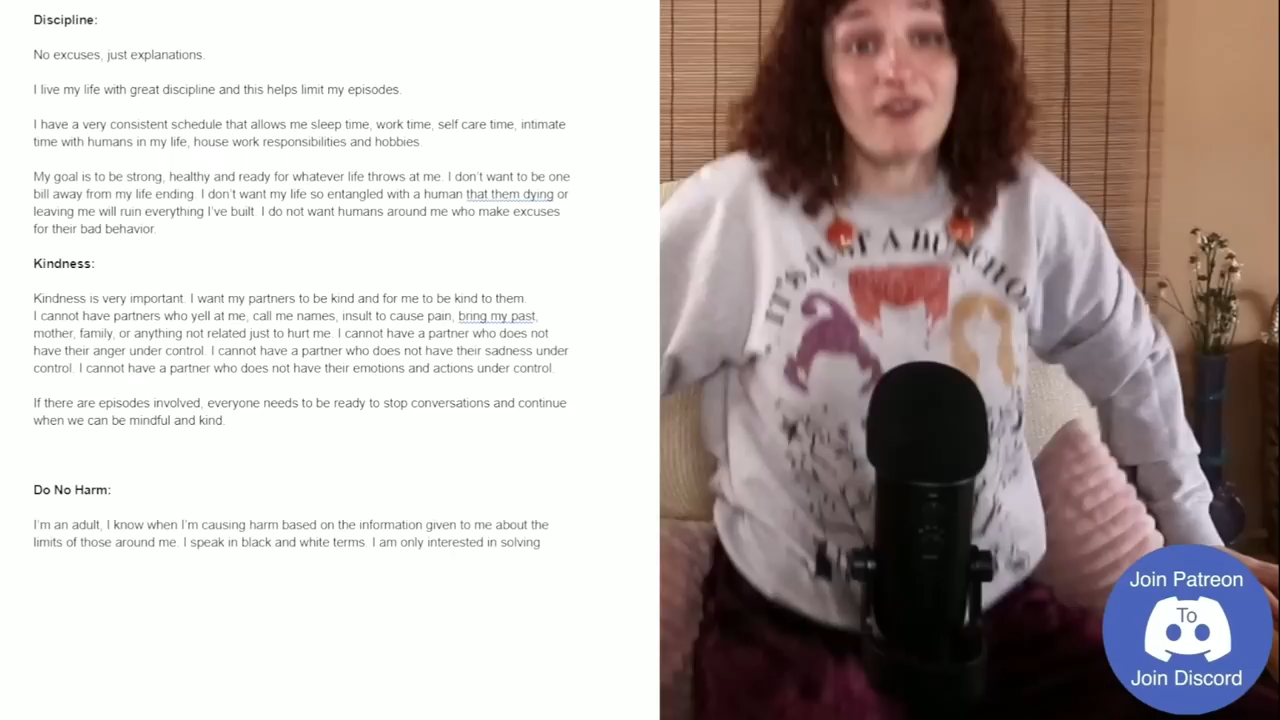 Discipline:
No excuses, just explanations.
I live my life with great discipline and this helps limit my episodes.
I have a very consistent schedule that allows me sleep time, work time, self care time, intimate
time with humans in my life, house work responsibilities and hobbies.
My goal is to be strong, healthy and ready for whatever life throws at me. I don't want to be one
bill away from my life ending. I don't want my life so entangled with a human that them dying or
leaving me will ruin everything I've built. I do not want humans around me who make excuses
for their bad behavior.
Kindness:
Kindness is very important. I want my partners to be kind and for me to be kind to them.
I cannot have partners who yell at me, call me names, insult to cause pain, bring my past,
mother, family, or anything not related just to hurt me. I cannot have a partner who does not
have their anger under control. I cannot have a partner who does not have their sadness under
control. I cannot have a partner who does not have their emotions and actions under control.
If there are episodes involved, everyone needs to be ready to stop conversations and continue
when we can be mindful and kind.
Do No Harm:
I'm an adult, I know when I'm causing harm based on the information given to me about the
limits of those around me. I speak in black and white terms. I am only interested in solving
IT'S JUST A BUNCH O
Join Patreon
To
Join Discord